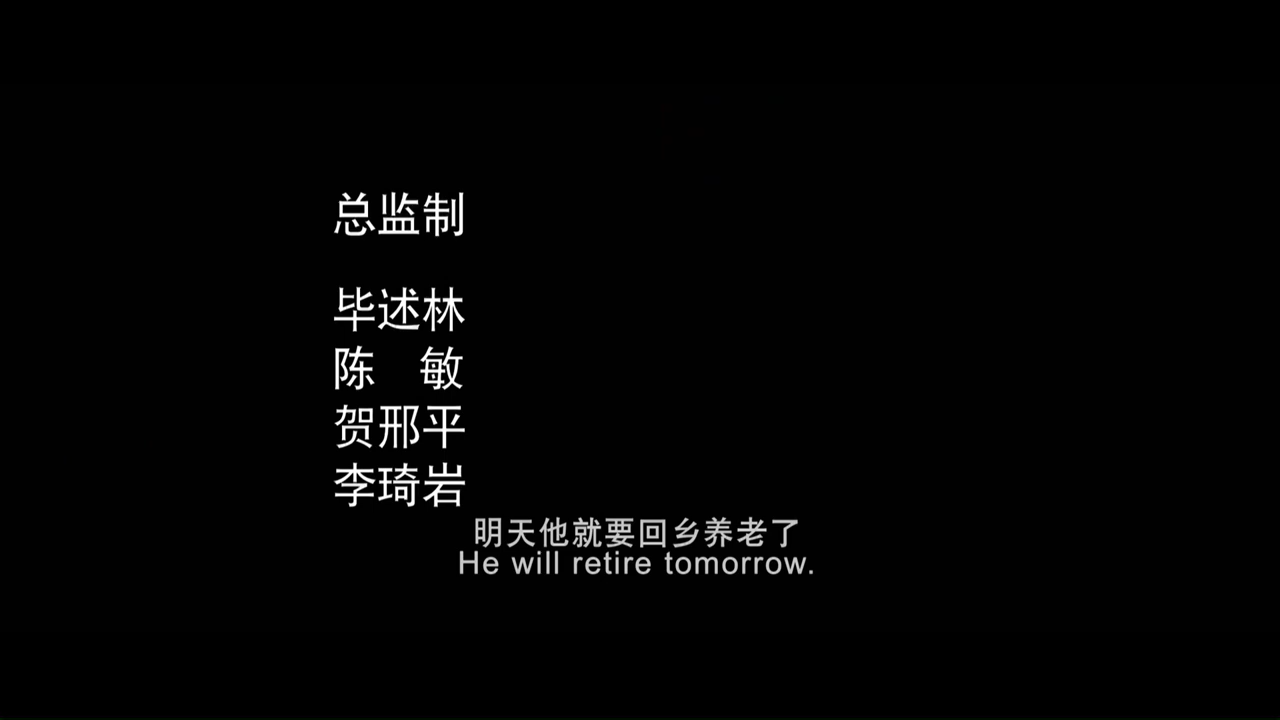 总监制
毕述林
陈 敏
贺邢平
李琦岩
明天他就要回乡养老了
He will retire tomorrow.